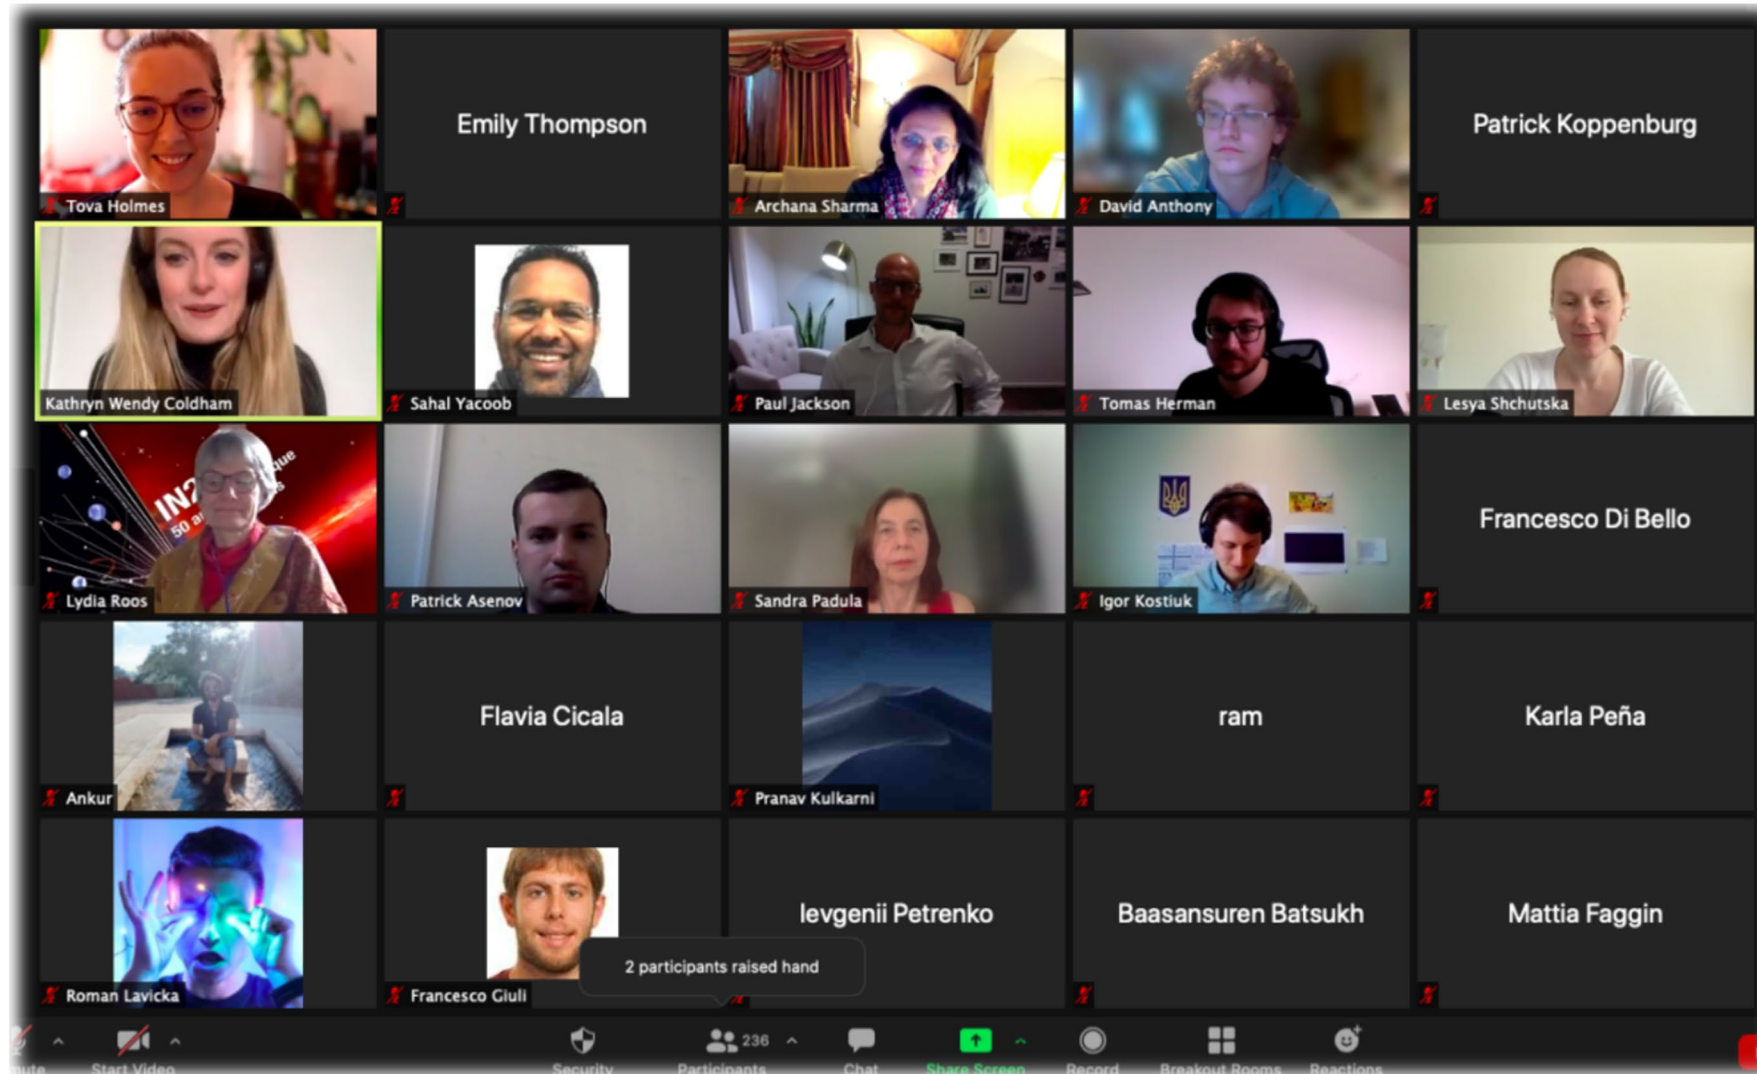 Tova Holmes
Emily Thompson
Archana Sharma
David Anthony
Patrick Koppenburg
Kathryn Wendy Coldham
Sahal Yacoob
Paul Jackson
Tomas Herman
Lesya Shchutska
IN2
50 a
que
s
Lydia Roos
Patrick Asenov
Sandra Padula
Igor Kostiuk
Francesco Di Bello
Ankur
Flavia Cicala
Pranav Kulkarni
ram
Karla Peña
Roman Lavicka
Francesco Giuli
Ievgenii Petrenko
Baasansuren Batsukh
Mattia Faggin
2 participants raised hand
236
Start Video
Security
Participants
Chat
Share Screen
Record
Breakout Rooms
Reactions